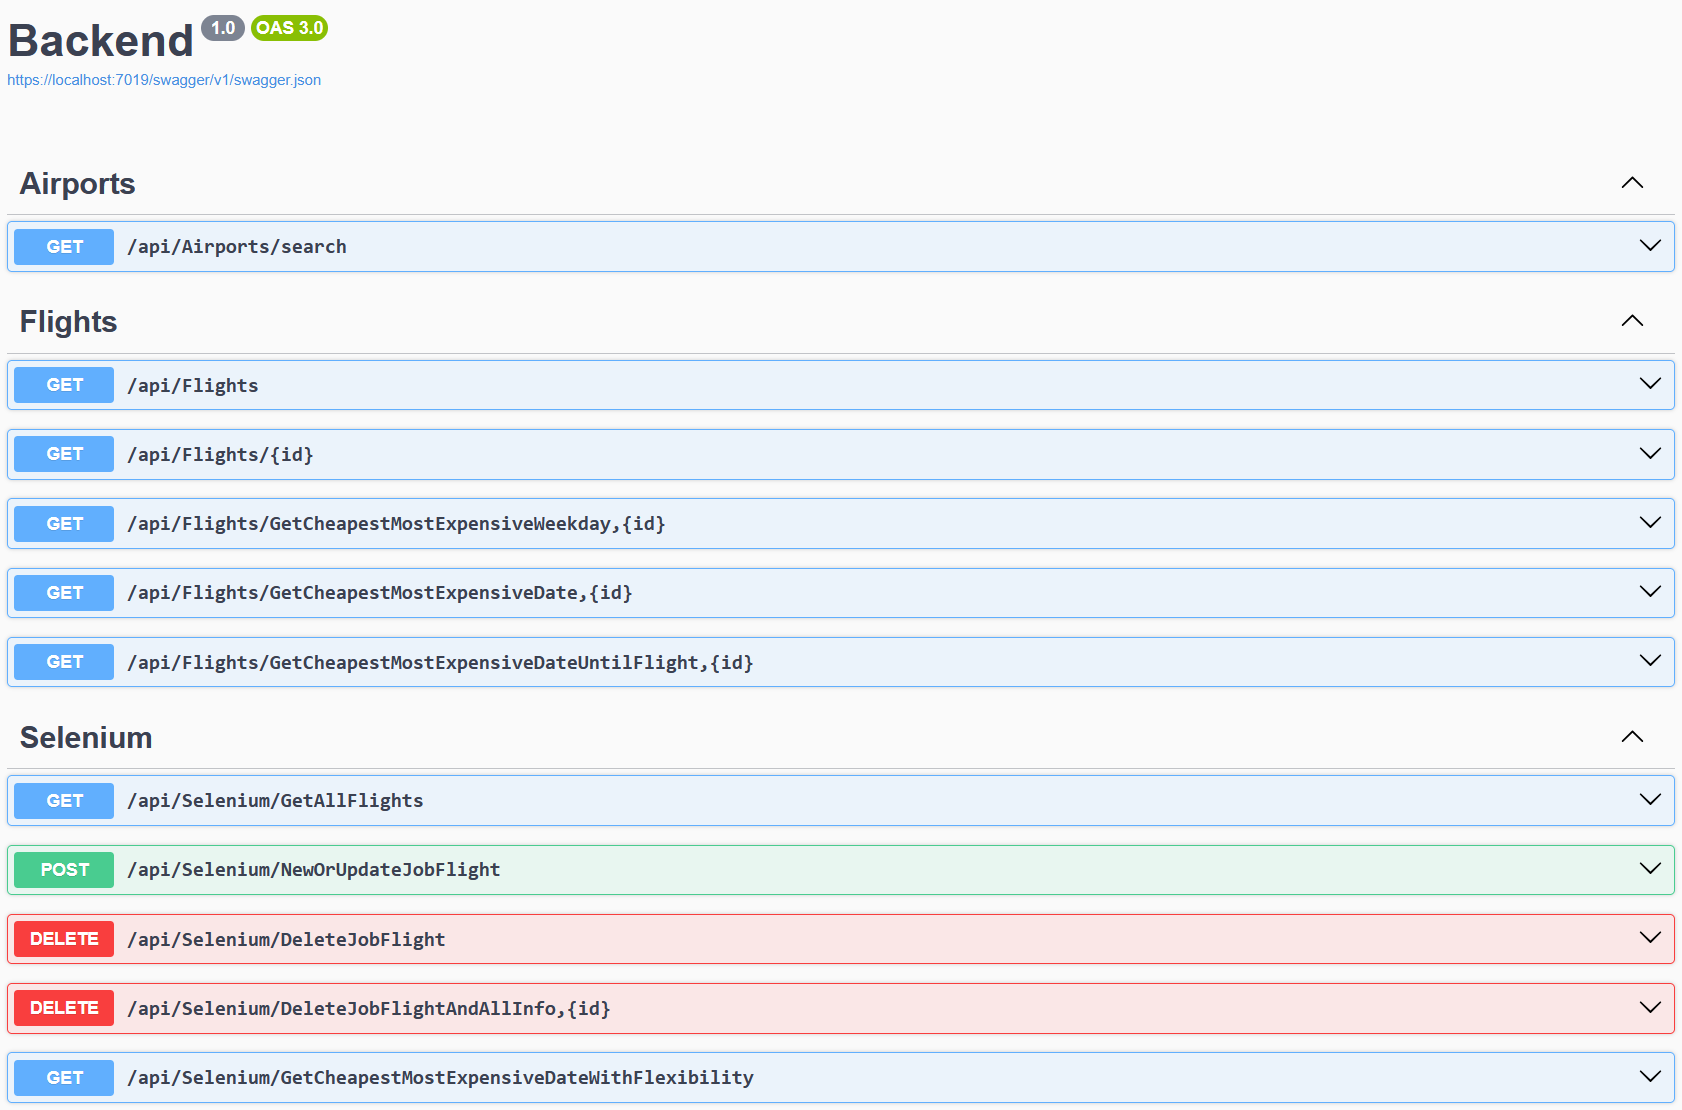 Backend 1.0 OAS 3.0
https://localhost:7019/swagger/v1/swagger.json
Airports
GET /api/Airports/search
Flights
GET /api/Flights
GET /api/Flights/{id}
GET /api/Flights/GetCheapestMostExpensiveWeekday,{id}
GET /api/Flights/GetCheapestMostExpensiveDate,{id}
GET /api/Flights/GetCheapestMostExpensiveDateUntilFlight,{id}
Selenium
GET /api/Selenium/GetAllFlights
POST /api/Selenium/NewOrUpdateJobFlight
DELETE /api/Selenium/DeleteJobFlight
DELETE /api/Selenium/DeleteJobFlightAndAllInfo,{id}
GET /api/Selenium/GetCheapestMostExpensiveDateWithFlexibility